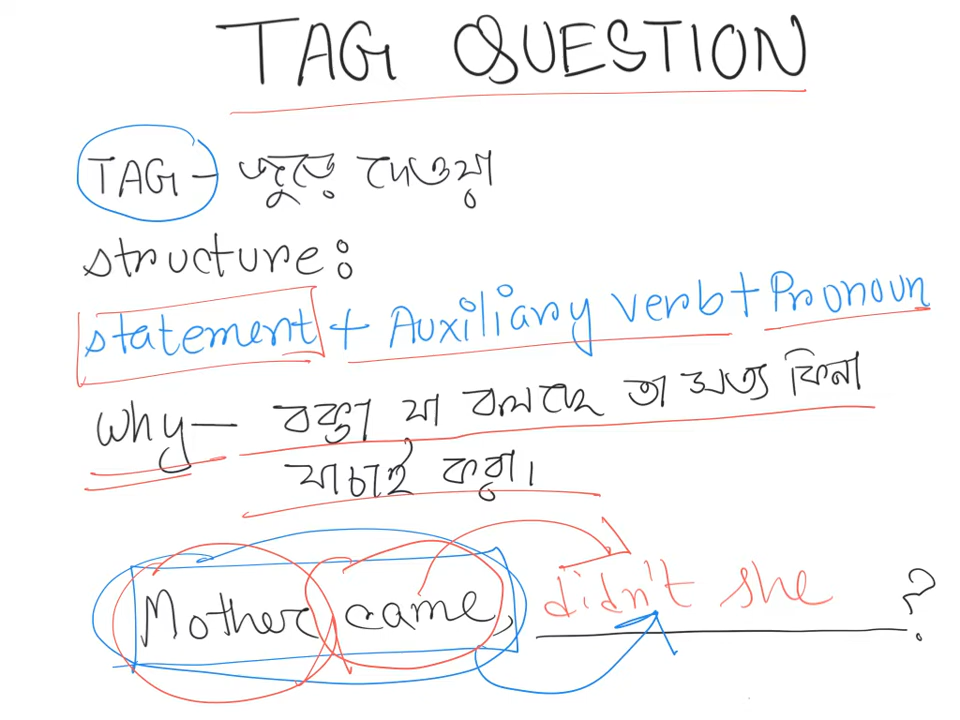 TAG QUESTION
TAG - জুড়ে দেওয়া
structure:
statement + Auxiliary verb + Pronoun
why - বক্তা যা বলছে তা সত্য কিনা
যাচাই করা।
Mother came, didn't she ?